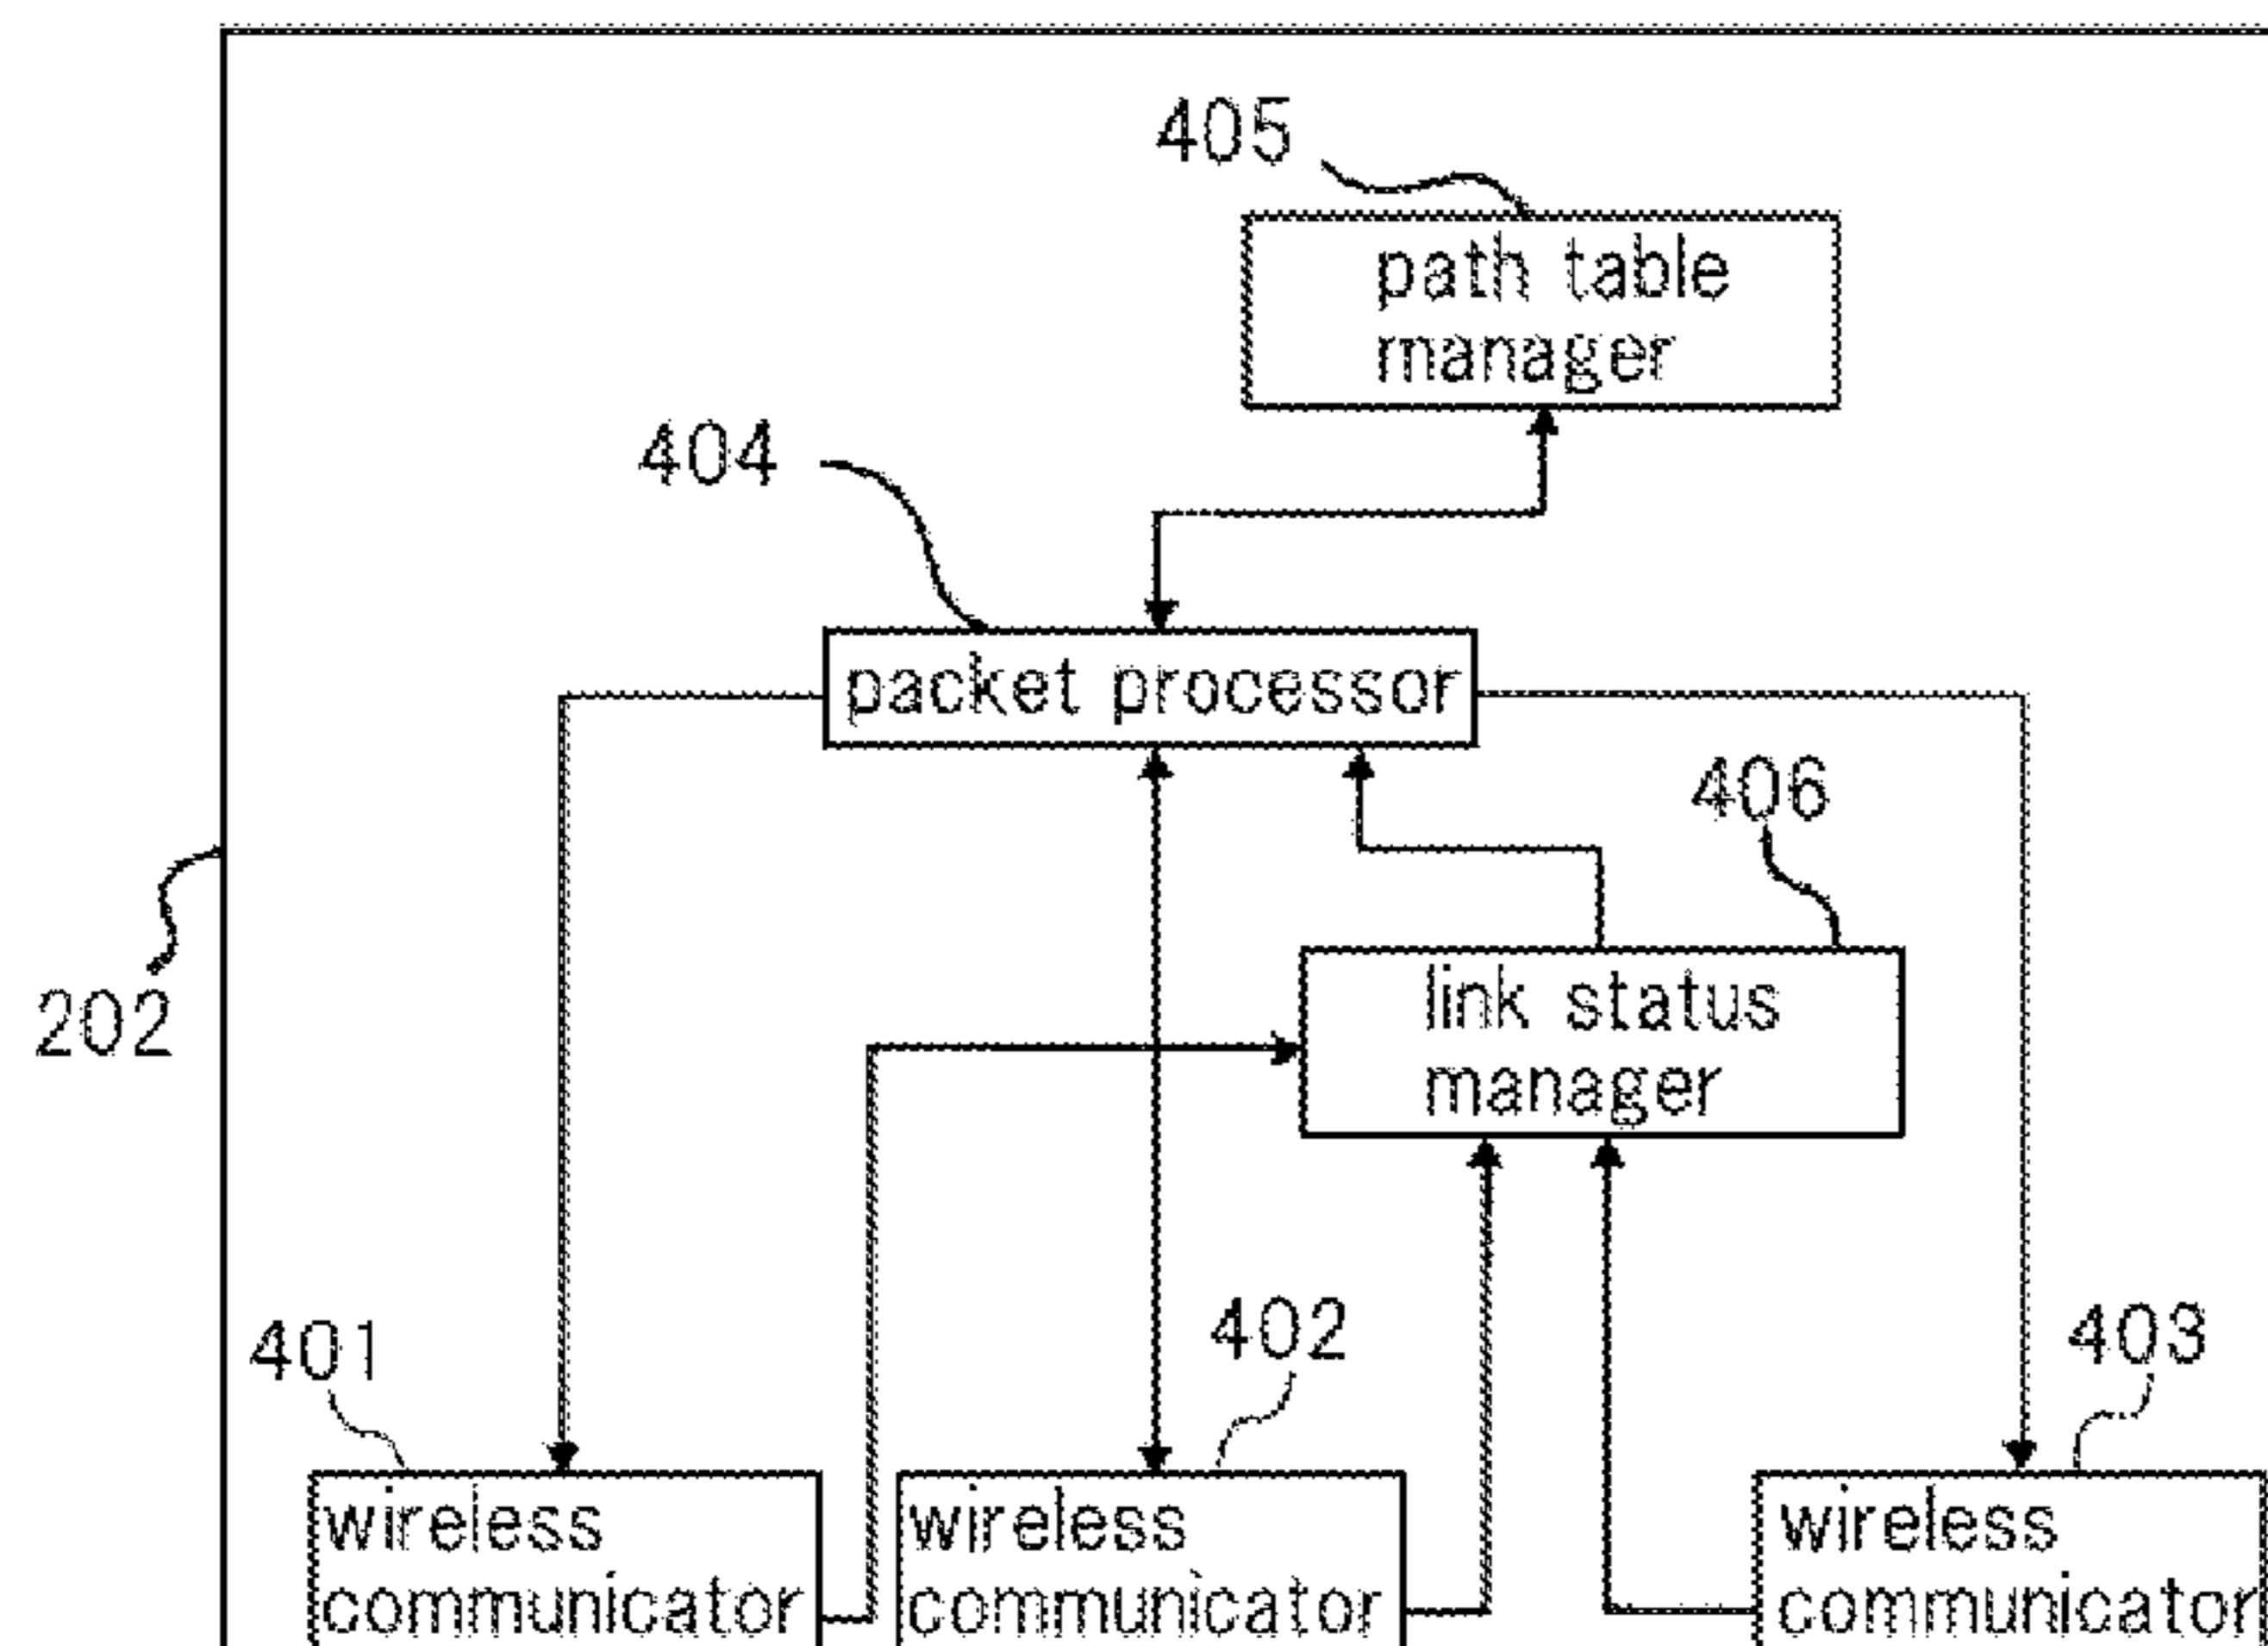 405
path table
manager
404
packet processor
406
link status
manager
202
401
402
403
wireless
communicator
wireless
communicator
wireless
communicator